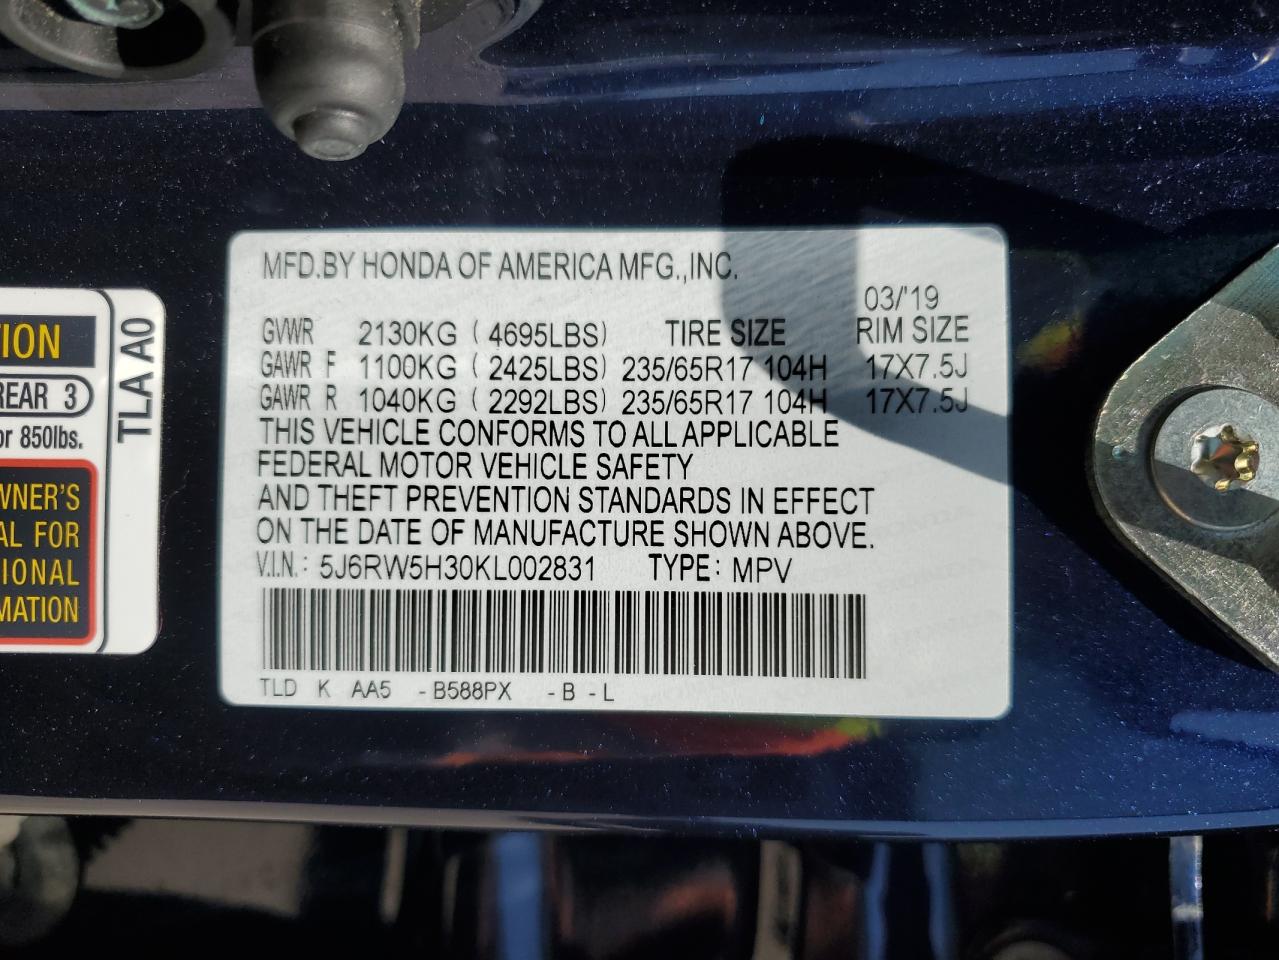 MFD.BY HONDA OF AMERICA MFG.,INC.
03/'19
GVWR 2130KG ( 4695LBS) TIRE SIZE RIM SIZE
GAWR F 1100KG ( 2425LBS) 235/65R17 104H 17X7.5J
GAWR R 1040KG ( 2292LBS) 235/65R17 104H 17X7.5J
THIS VEHICLE CONFORMS TO ALL APPLICABLE
FEDERAL MOTOR VEHICLE SAFETY
AND THEFT PREVENTION STANDARDS IN EFFECT
ON THE DATE OF MANUFACTURE SHOWN ABOVE.
V.I.N.: 5J6RW5H30KL002831 TYPE: MPV
TLD K AA5 -B588PX -B -L
TION
REAR 3
or 850lbs.
WNER'S
AL FOR
IONAL
MATION
TLA A0